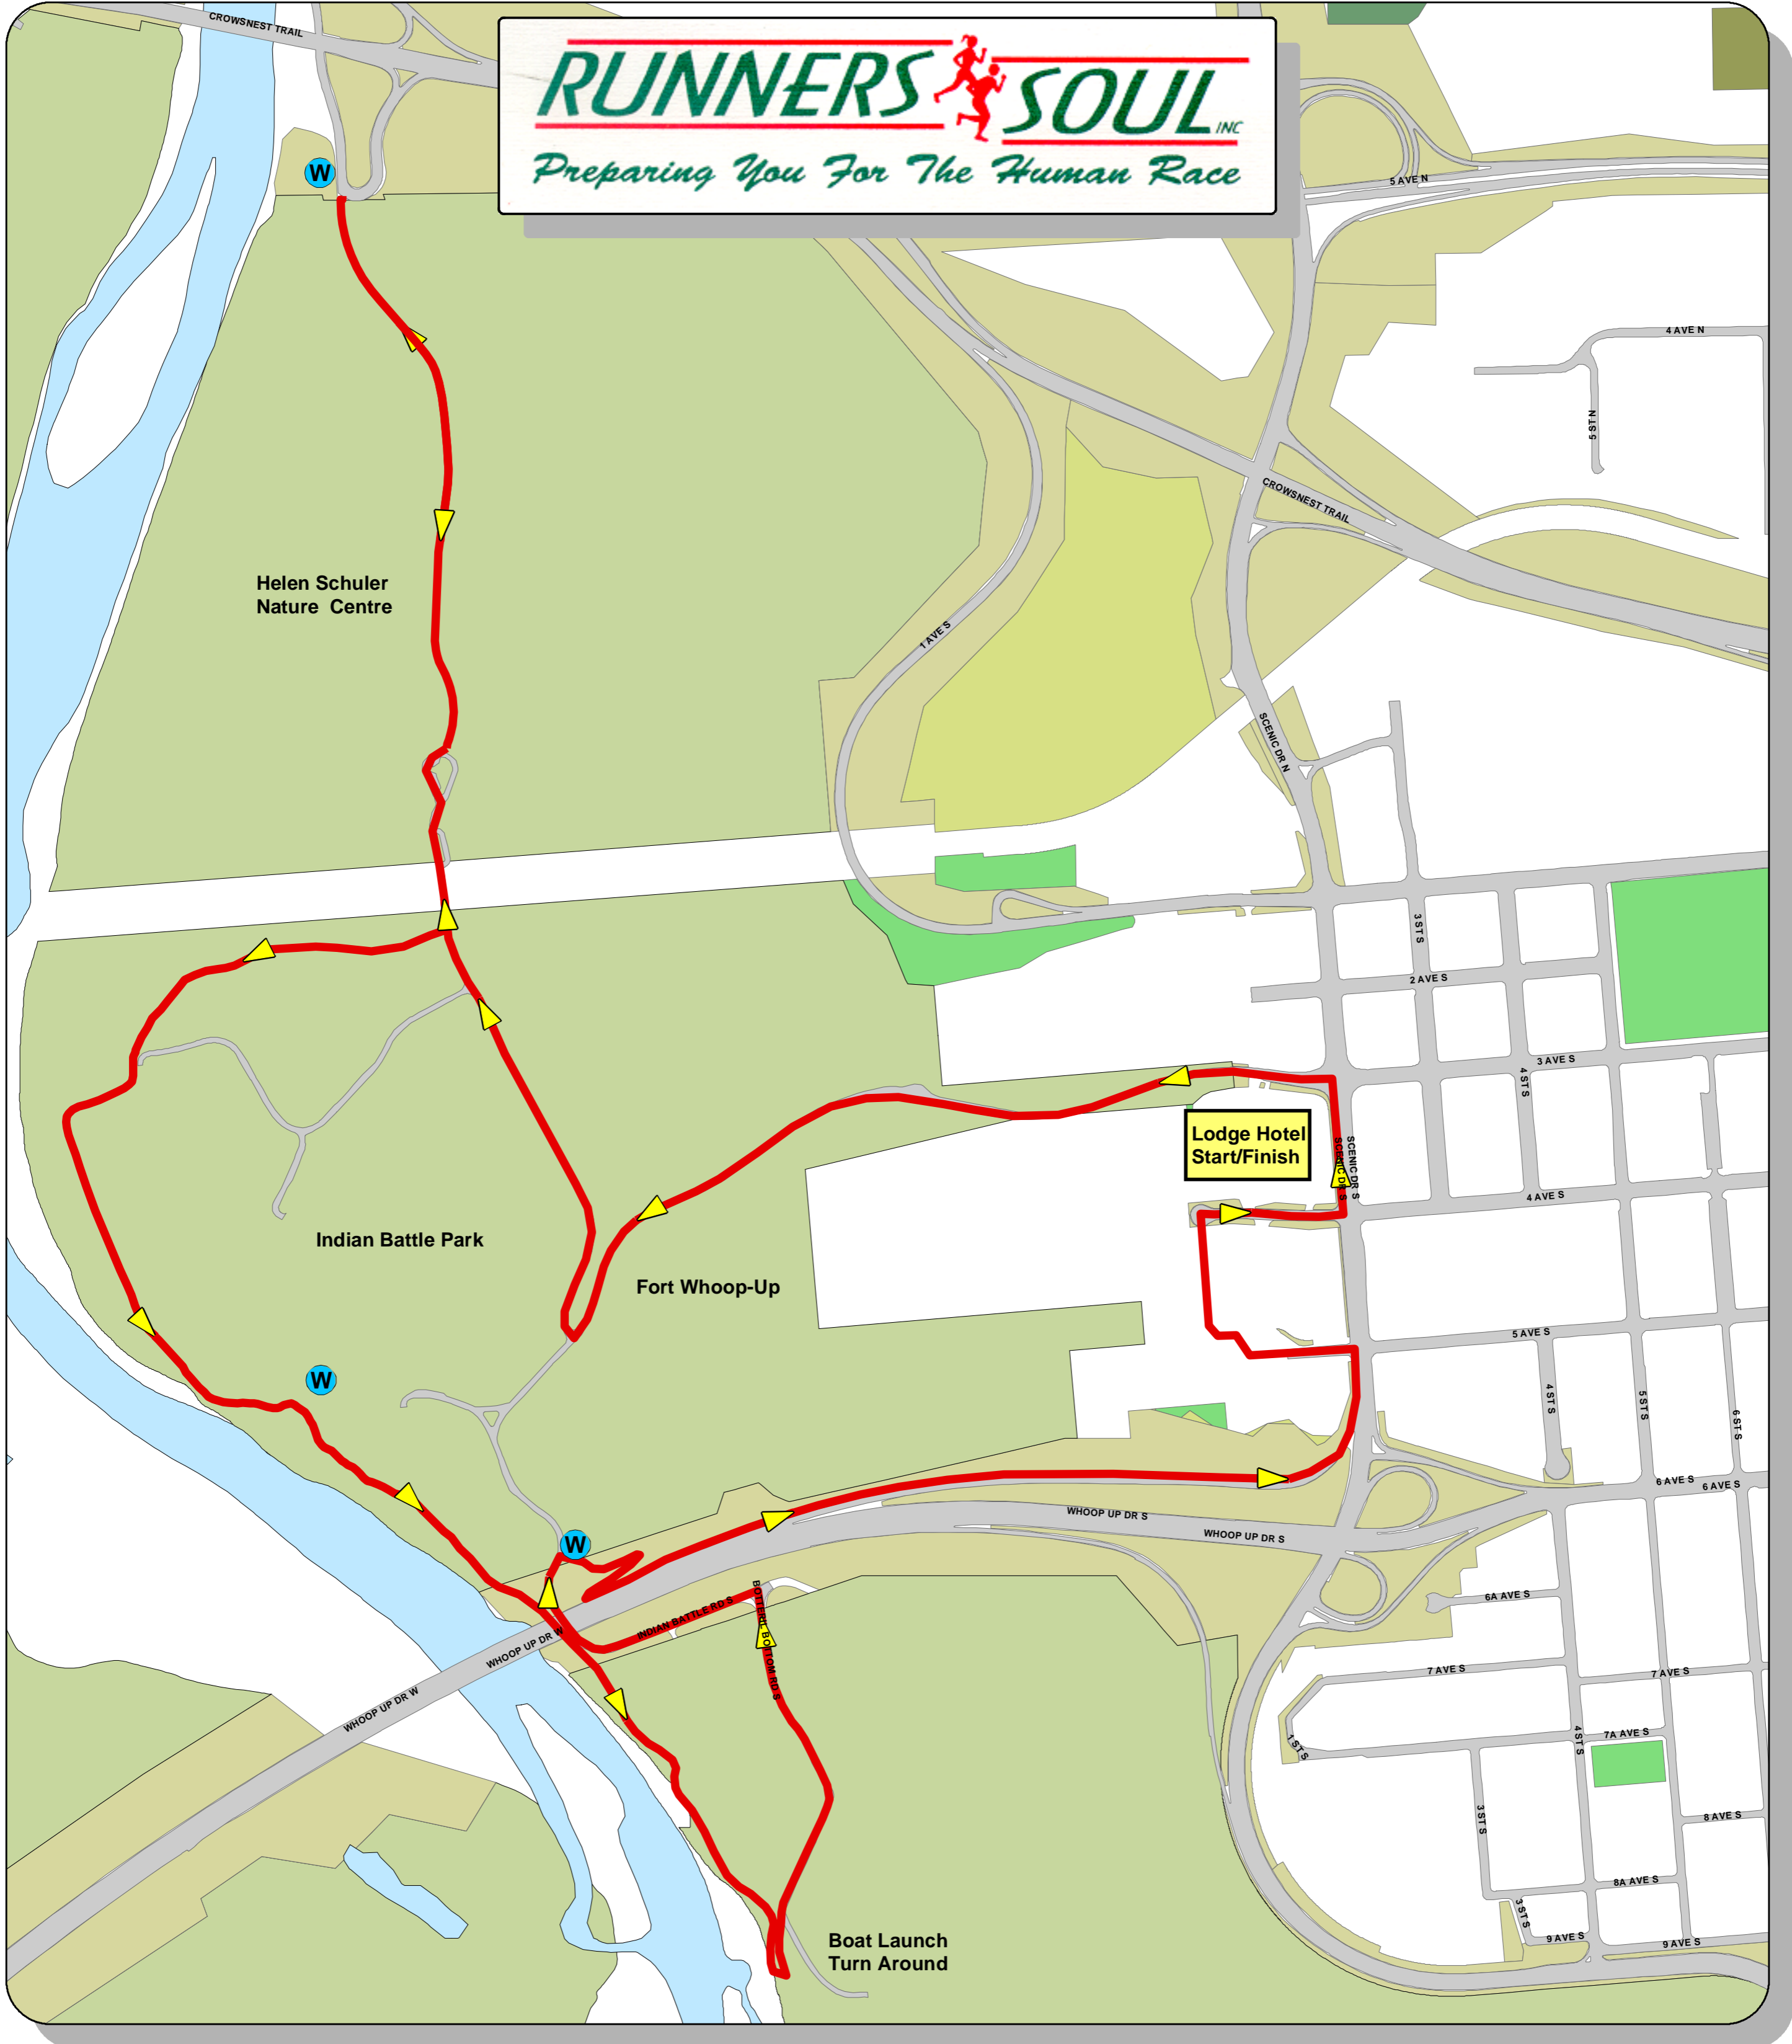 CROWSNEST TRAIL
RUNNERS SOUL INC
Preparing You For The Human Race
W
5 AVE N
4 AVE N
5 ST N
CROWSNEST TRAIL
Helen Schuler
Nature Centre
1 AVE S
SCENIC DR N
3 ST S
2 AVE S
3 AVE S
4 ST S
Lodge Hotel
Start/Finish
SCENIC DR S
SCENIC DR S
4 AVE S
Indian Battle Park
Fort Whoop-Up
5 AVE S
W
4 ST S
5 ST S
6 ST S
6 AVE S
6 AVE S
WHOOP UP DR S
WHOOP UP DR S
W
6A AVE S
BOTTERIL BOTTOM RD S
INDIAN BATTLE RD S
WHOOP UP DR W
WHOOP UP DR W
7 AVE S
7 AVE S
1 ST S
4 ST S
7A AVE S
3 ST S
8 AVE S
8A AVE S
3 ST S
9 AVE S
9 AVE S
Boat Launch
Turn Around